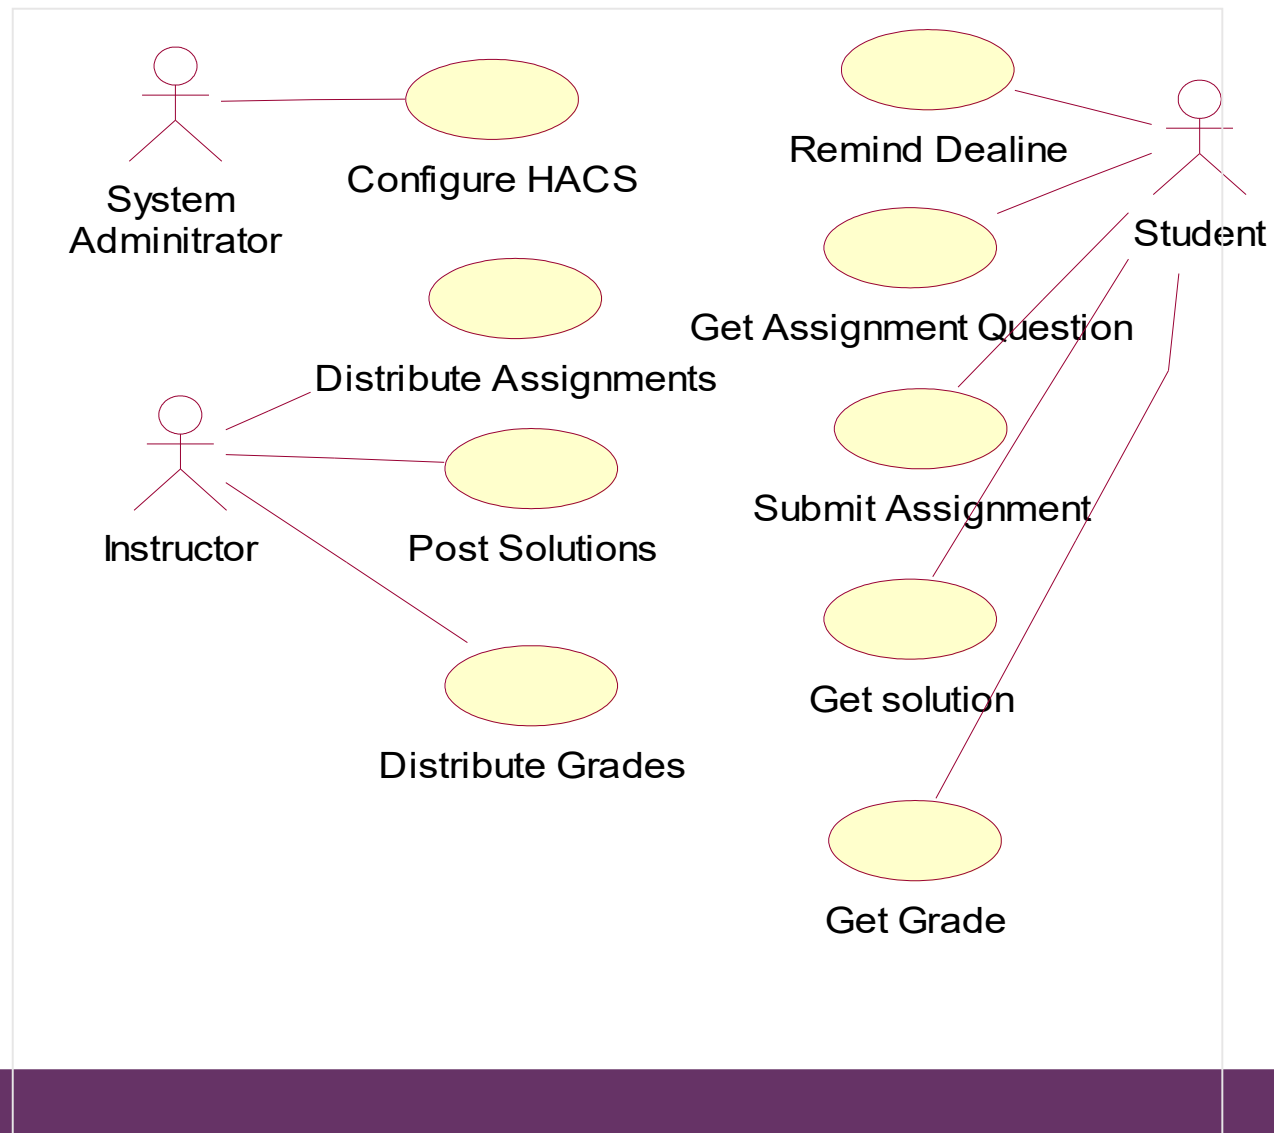 System
Adminitrator
Configure HACS
Distribute Assignments
Instructor
Post Solutions
Distribute Grades
Remind Dealine
Student
Get Assignment Question
Submit Assignment
Get solution
Get Grade